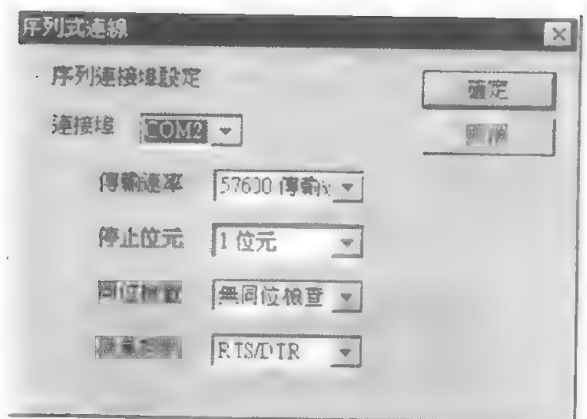 序列式連線
序列連接埠設定
確定
連接埠 COM2
傳輸速率 57600 傳輸
停止位元 1 位元
無同位檢查
RTS/DTR